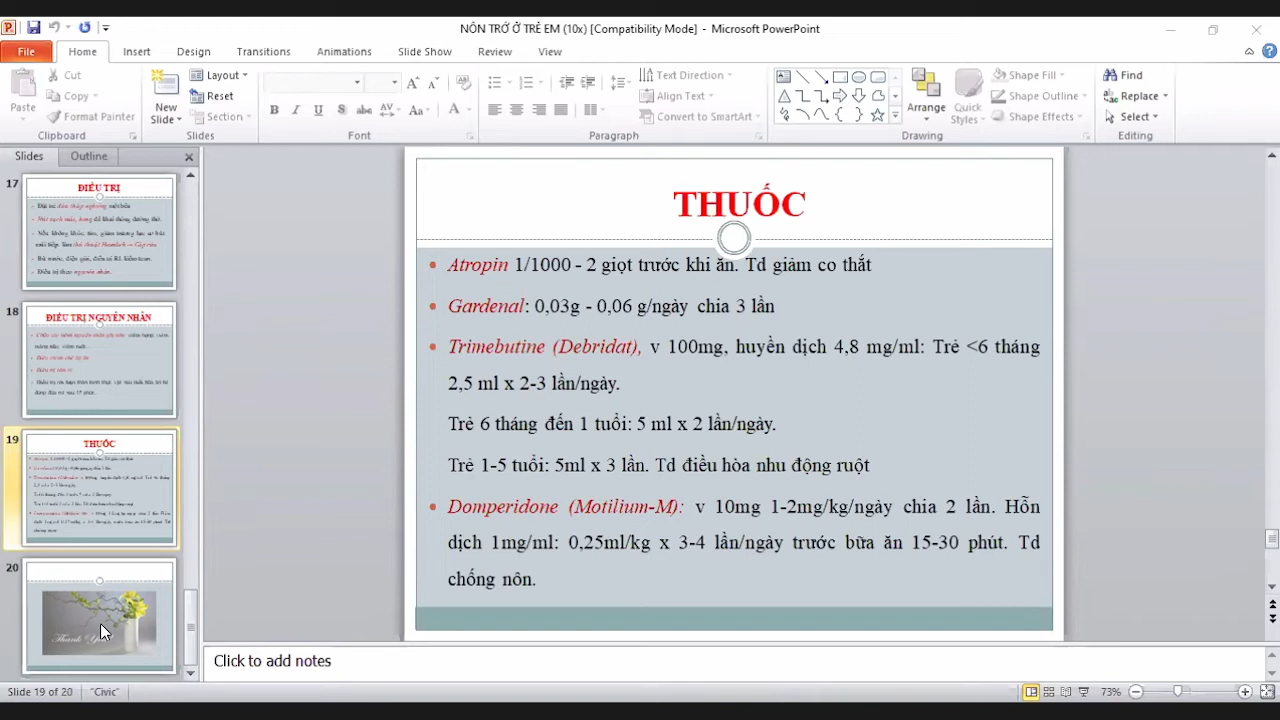 NÔN TRỚ Ở TRẺ EM (10x) [Compatibility Mode] - Microsoft PowerPoint
File Home Insert Design Transitions Animations Slide Show Review View
Paste
Cut
Copy
Format Painter
Clipboard
New
Slide
Layout
Reset
Section
Slides
Font
Text Direction
Align Text
Convert to SmartArt
Paragraph
Arrange
Quick
Styles
Shape Fill
Shape Outline
Shape Effects
Drawing
Find
Replace
Select
Editing
Slides Outline
17
ĐIỀU TRỊ
18
ĐIỀU TRỊ NGUYÊN NHÂN
19
THUỐC
20
Thank You
THUỐC
Atropin 1/1000 - 2 giọt trước khi ăn. Td giảm co thắt
Gardenal: 0,03g - 0,06 g/ngày chia 3 lần
Trimebutine (Debridat), v 100mg, huyền dịch 4,8 mg/ml: Trẻ <6 tháng
2,5 ml x 2-3 lần/ngày.
Trẻ 6 tháng đến 1 tuổi: 5 ml x 2 lần/ngày.
Trẻ 1-5 tuổi: 5ml x 3 lần. Td điều hòa nhu động ruột
Domperidone (Motilium-M): v 10mg 1-2mg/kg/ngày chia 2 lần. Hỗn
dịch 1mg/ml: 0,25ml/kg x 3-4 lần/ngày trước bữa ăn 15-30 phút. Td
chống nôn.
Click to add notes
Slide 19 of 20 "Civic" 73%